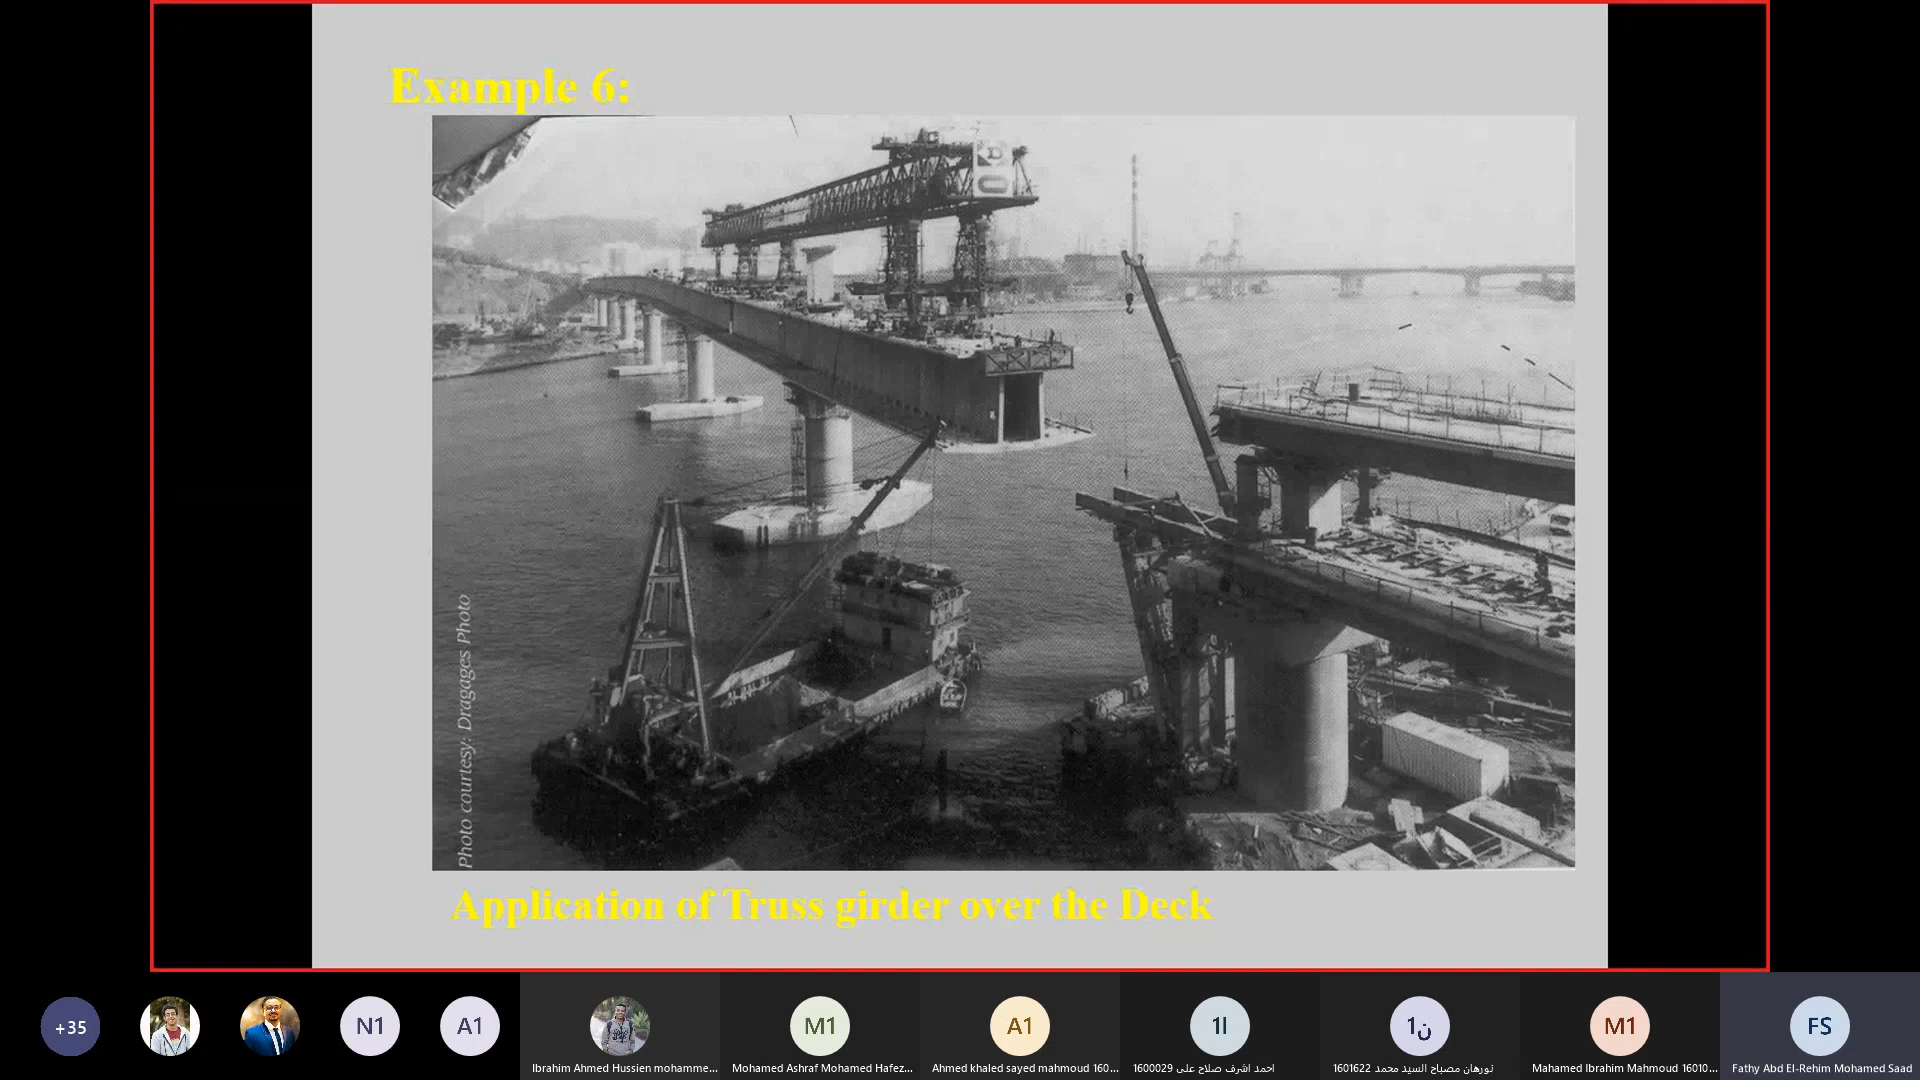 Example 6:
Photo courtesy: Dragages Photo
Application of Truss girder over the Deck
+35
N1
A1
Ibrahim Ahmed Hussien mohamme...
M1
Mohamed Ashraf Mohamed Hafez...
A1
Ahmed khaled sayed mahmoud 160...
1ا
احمد اشرف صلاح على 1600029
ن1
نورهان مصباح السيد محمد 1601622
M1
Mahamed Ibrahim Mahmoud 16010...
FS
Fathy Abd El-Rehim Mohamed Saad